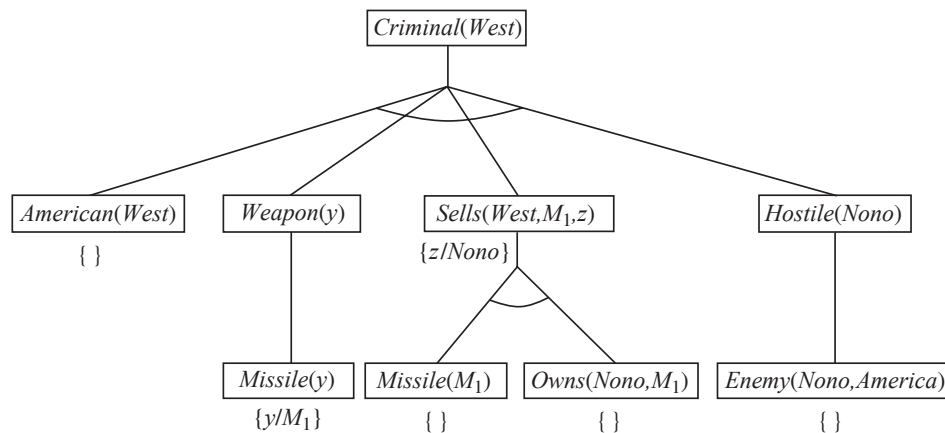 Criminal(West)
American(West)
Weapon(y)
Sells(West,M₁,z)
Hostile(Nono)
{ }
{z/Nono}
Missile(y)
Missile(M₁)
Owns(Nono,M₁)
Enemy(Nono,America)
{y/M₁}
{ }
{ }
{ }